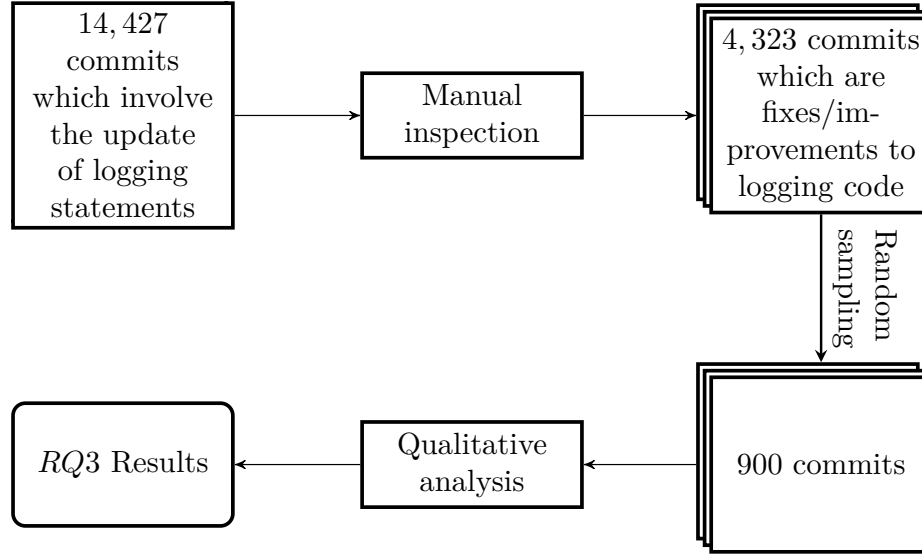 14, 427
commits
which involve
the update
of logging
statements
Manual
inspection
4, 323 commits
which are
fixes/im-
provements to
logging code
Random
sampling
900 commits
Qualitative
analysis
RQ3 Results